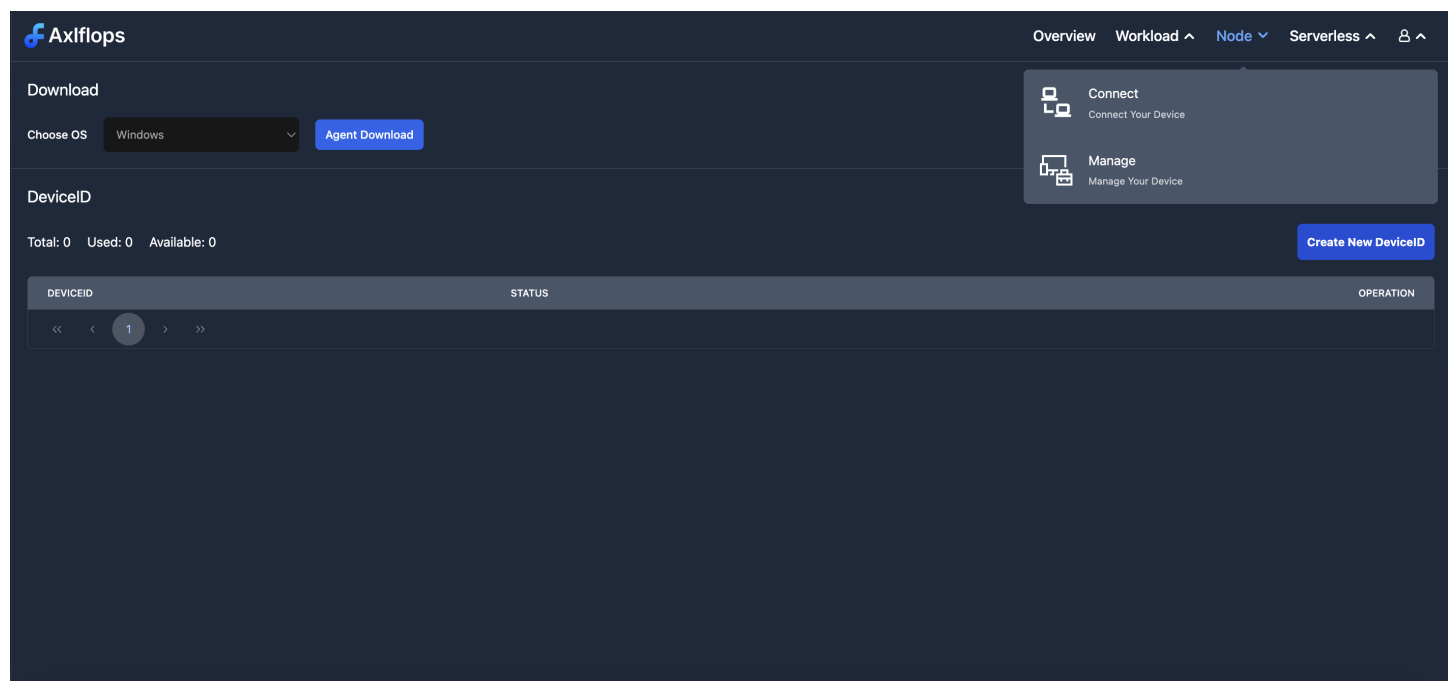 Axlflops
Overview Workload Node Serverless
Download
Choose OS Windows Agent Download
Connect
Connect Your Device
Manage
Manage Your Device
DeviceID
Total: 0 Used: 0 Available: 0
Create New DeviceID
DEVICEID STATUS OPERATION
« ‹ 1 › »